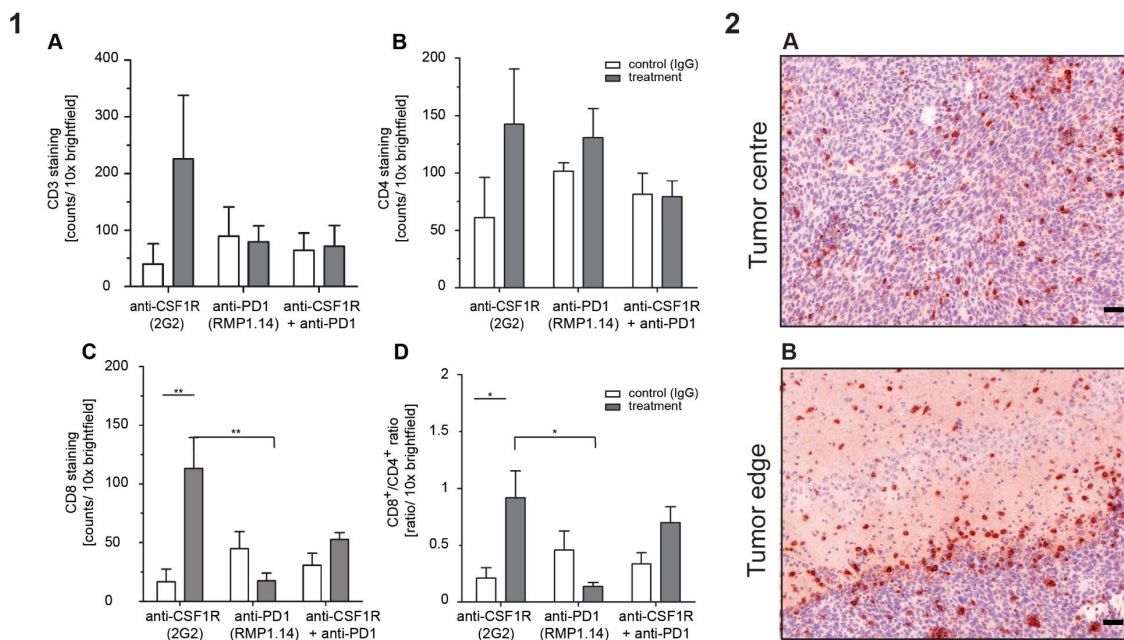 1
A
CD3 staining
[counts/ 10x brightfield]
400
300
200
100
0
anti-CSF1R
(2G2)
anti-PD1
(RMP1.14)
anti-CSF1R
+ anti-PD1
B
control (IgG)
treatment
CD4 staining
[counts/ 10x brightfield]
200
150
100
50
0
anti-CSF1R
(2G2)
anti-PD1
(RMP1.14)
anti-CSF1R
+ anti-PD1
C
CD8 staining
[counts/ 10x brightfield]
200
150
100
50
0
**
**
anti-CSF1R
(2G2)
anti-PD1
(RMP1.14)
anti-CSF1R
+ anti-PD1
D
control (IgG)
treatment
CD8⁺/CD4⁺ ratio
[ratio/ 10x brightfield]
2
1.5
1
0.5
0
*
*
anti-CSF1R
(2G2)
anti-PD1
(RMP1.14)
anti-CSF1R
+ anti-PD1
2
A
Tumor centre
B
Tumor edge